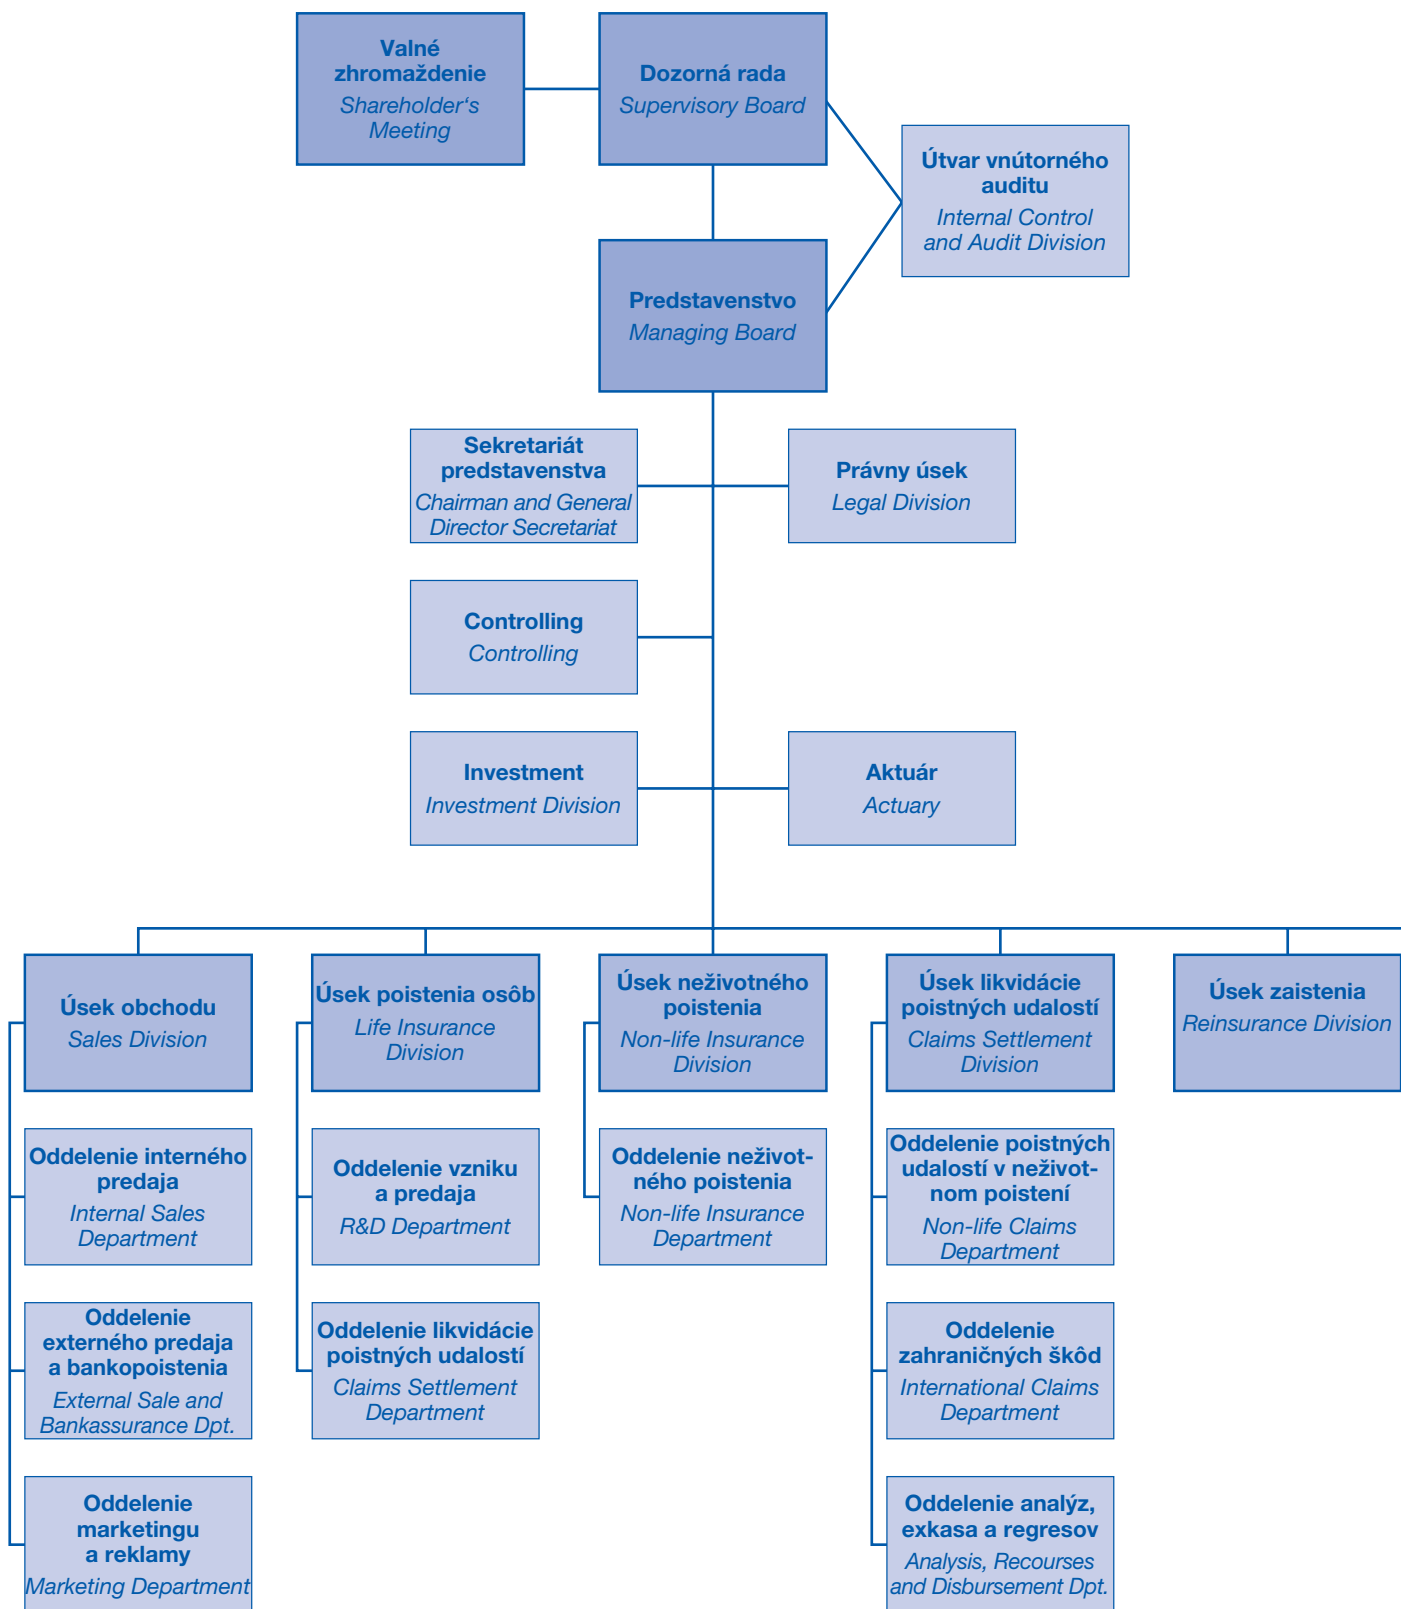 Valné
zhromaždenie
Shareholder‘s
Meeting
Dozorná rada
Supervisory Board
Útvar vnútorného
auditu
Internal Control
and Audit Division
Predstavenstvo
Managing Board
Sekretariát
predstavenstva
Chairman and General
Director Secretariat
Právny úsek
Legal Division
Controlling
Controlling
Investment
Investment Division
Aktuár
Actuary
Úsek obchodu
Sales Division
Úsek poistenia osôb
Life Insurance
Division
Úsek neživotného
poistenia
Non-life Insurance
Division
Úsek likvidácie
poistných udalostí
Claims Settlement
Division
Úsek zaistenia
Reinsurance Division
Oddelenie interného
predaja
Internal Sales
Department
Oddelenie vzniku
a predaja
R&D Department
Oddelenie neživot-
ného poistenia
Non-life Insurance
Department
Oddelenie poistných
udalostí v neživot-
nom poistení
Non-life Claims
Department
Oddelenie
externého predaja
a bankopoistenia
External Sale and
Bankassurance Dpt.
Oddelenie likvidácie
poistných udalostí
Claims Settlement
Department
Oddelenie
zahraničných škôd
International Claims
Department
Oddelenie
marketingu
a reklamy
Marketing Department
Oddelenie analýz,
exkasa a regresov
Analysis, Recourses
and Disbursement Dpt.